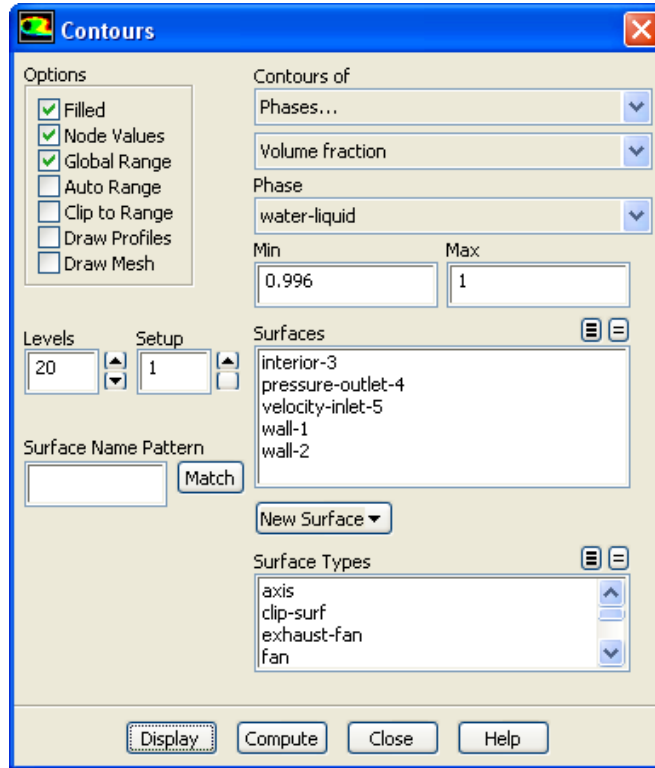 Contours
Options
Filled
Node Values
Global Range
Auto Range
Clip to Range
Draw Profiles
Draw Mesh
Levels
Setup
20
1
Surface Name Pattern
Match
Contours of
Phases...
Volume fraction
Phase
water-liquid
Min
Max
0.996
1
Surfaces
interior-3
pressure-outlet-4
velocity-inlet-5
wall-1
wall-2
New Surface
Surface Types
axis
clip-surf
exhaust-fan
fan
Display
Compute
Close
Help